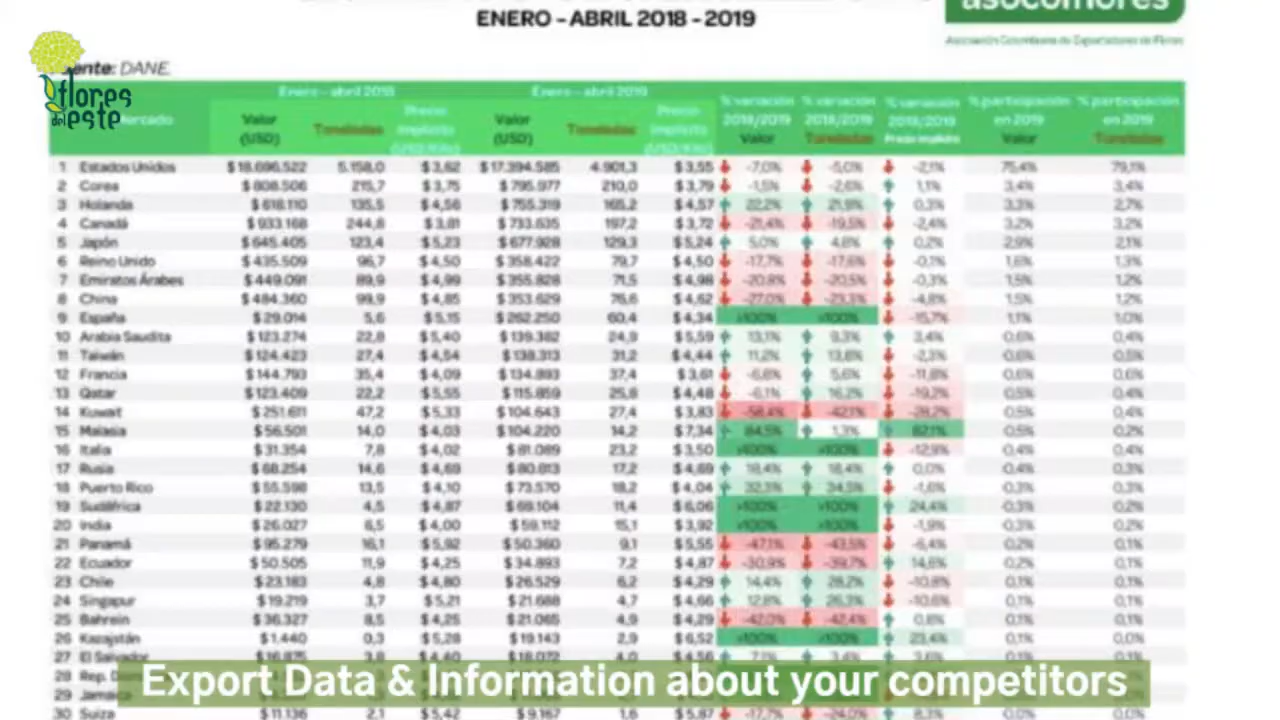 ENERO - ABRIL 2018 - 2019
asocolflores
Asociación Colombiana de Exportadores de Flores
flores
del este
ente: DANE.
Enero - abril 2018 Enero - abril 2019
Mercado Valor (USD) Toneladas Precio implícito (USD/Kilo) Valor (USD) Toneladas Precio implícito (USD/Kilo) % variación 2018/2019 Valor % variación 2018/2019 Toneladas % variación 2018/2019 Precio implícito % participación en 2019 Valor % participación en 2019 Toneladas
1 Estados Unidos $18.696.522 5.158,0 $3,62 $17.394.585 4.901,3 $3,55 -7,0% -5,0% -2,1% 75,4% 79,1%
2 Corea $808.506 215,7 $3,75 $795.977 210,0 $3,79 -1,5% -2,6% 1,1% 3,4% 3,4%
3 Holanda $618.110 135,5 $4,56 $755.319 165,2 $4,57 22,2% 21,9% 0,3% 3,3% 2,7%
4 Canadá $933.168 244,8 $3,81 $733.635 197,2 $3,72 -21,4% -19,5% -2,4% 3,2% 3,2%
5 Japón $645.405 123,4 $5,23 $677.928 129,3 $5,24 5,0% 4,8% 0,2% 2,9% 2,1%
6 Reino Unido $435.509 96,7 $4,50 $358.422 79,7 $4,50 -17,7% -17,6% -0,1% 1,6% 1,3%
7 Emiratos Árabes $449.091 89,9 $4,99 $355.828 71,5 $4,98 -20,8% -20,5% -0,3% 1,5% 1,2%
8 China $484.360 99,9 $4,85 $353.629 76,6 $4,62 -27,0% -23,3% -4,8% 1,5% 1,2%
9 España $29.014 5,6 $5,15 $262.250 60,4 $4,34 >100% >100% -15,7% 1,1% 1,0%
10 Arabia Saudita $123.274 22,8 $5,40 $139.382 24,9 $5,59 13,1% 9,3% 3,4% 0,6% 0,4%
11 Taiwán $124.423 27,4 $4,54 $138.313 31,2 $4,44 11,2% 13,8% -2,3% 0,6% 0,5%
12 Francia $144.793 35,4 $4,09 $134.893 37,4 $3,61 -6,8% 5,6% -11,8% 0,6% 0,6%
13 Qatar $123.409 22,2 $5,55 $115.859 25,8 $4,48 -6,1% 16,2% -19,2% 0,5% 0,4%
14 Kuwait $251.611 47,2 $5,33 $104.643 27,4 $3,83 -58,4% -42,1% -28,2% 0,5% 0,4%
15 Malasia $56.501 14,0 $4,03 $104.220 14,2 $7,34 84,5% 1,3% 82,1% 0,5% 0,2%
16 Italia $31.354 7,8 $4,02 $81.089 23,2 $3,50 >100% >100% -12,9% 0,4% 0,4%
17 Rusia $68.254 14,6 $4,69 $80.813 17,2 $4,69 18,4% 18,4% 0,0% 0,4% 0,3%
18 Puerto Rico $55.598 13,5 $4,10 $73.570 18,2 $4,04 32,3% 34,5% -1,6% 0,3% 0,3%
19 Sudáfrica $22.130 4,5 $4,87 $69.104 11,4 $6,06 >100% >100% 24,4% 0,3% 0,2%
20 India $26.027 6,5 $4,00 $59.112 15,1 $3,92 >100% >100% -1,9% 0,3% 0,2%
21 Panamá $95.279 16,1 $5,92 $50.360 9,1 $5,55 -47,1% -43,5% -6,4% 0,2% 0,1%
22 Ecuador $50.505 11,9 $4,25 $34.893 7,2 $4,87 -30,9% -39,7% 14,6% 0,2% 0,1%
23 Chile $23.183 4,8 $4,80 $26.529 6,2 $4,29 14,4% 28,2% -10,8% 0,1% 0,1%
24 Singapur $19.219 3,7 $5,21 $21.688 4,7 $4,66 12,8% 26,3% -10,6% 0,1% 0,1%
25 Bahrein $36.327 8,5 $4,25 $21.065 4,9 $4,29 -42,0% -42,4% 0,8% 0,1% 0,1%
26 Kazajstán $1.440 0,3 $5,28 $19.143 2,9 $6,52 >100% >100% 23,4% 0,1% 0,0%
27 El Salvador
28 Rep.
Export Data & Information about your competitors
29 Jamaica
30 Suiza $11.136 2,1 $5,42 $9.167 1,6 $5,87 -17,7% -24,0% 8,3% 0,0% 0,0%